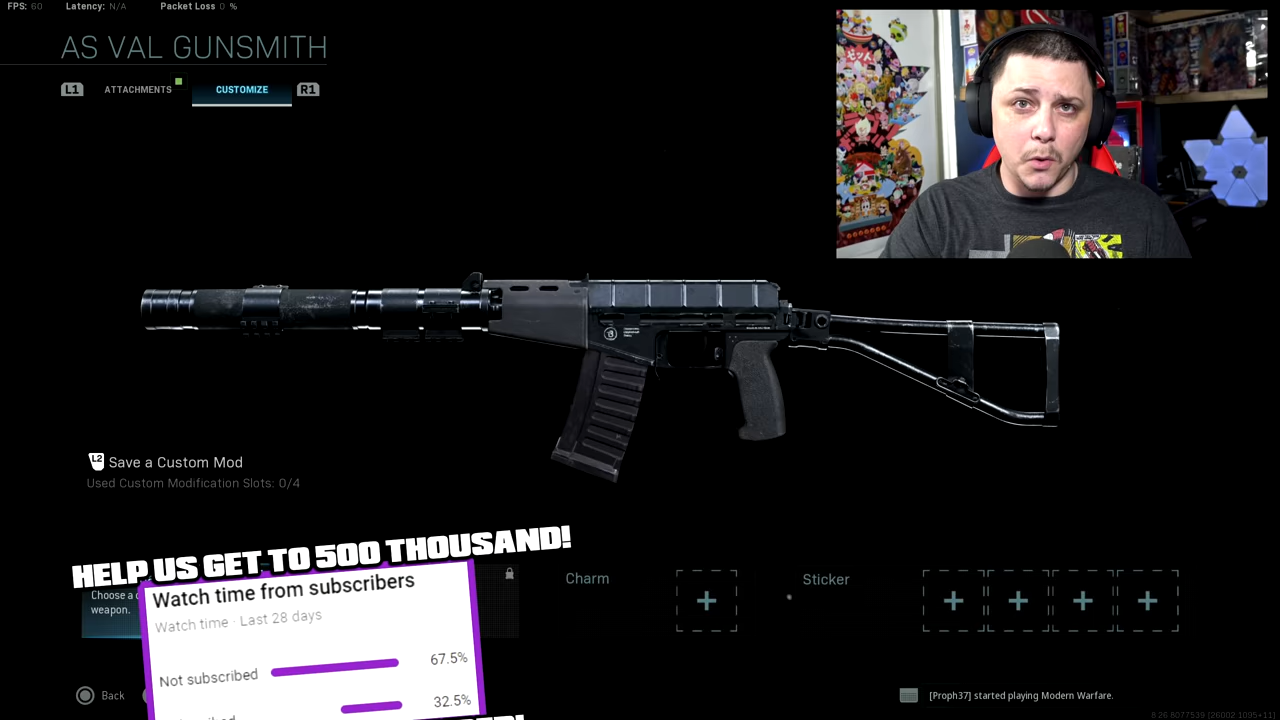 FPS: 60 Latency: N/A Packet Loss 0 %
AS VAL GUNSMITH
L1 ATTACHMENTS CUSTOMIZE R1
L2 Save a Custom Mod
Used Custom Modification Slots: 0/4
HELP US GET TO 500 THOUSAND!
Choose a
weapon.
Watch time from subscribers
Watch time · Last 28 days
Not subscribed 67.5%
32.5%
Charm
Sticker
Back
[Proph37] started playing Modern Warfare.